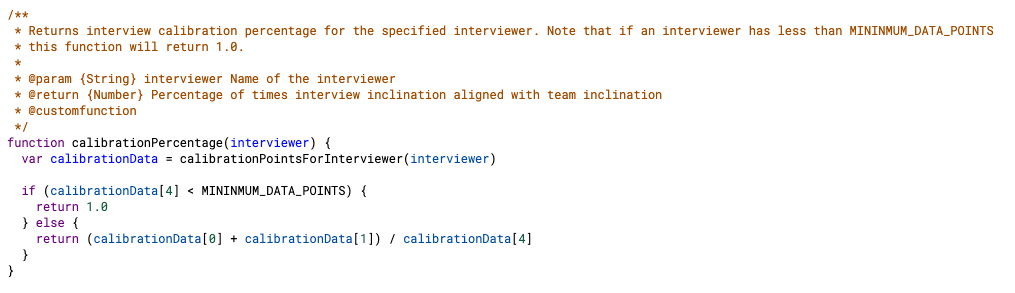 /**
 * Returns interview calibration percentage for the specified interviewer. Note that if an interviewer has less than MININMUM_DATA_POINTS
 * this function will return 1.0.
 *
 * @param {String} interviewer Name of the interviewer
 * @return {Number} Percentage of times interview inclination aligned with team inclination
 * @customfunction
 */
function calibrationPercentage(interviewer) {
  var calibrationData = calibrationPointsForInterviewer(interviewer)

  if (calibrationData[4] < MININMUM_DATA_POINTS) {
    return 1.0
  } else {
    return (calibrationData[0] + calibrationData[1]) / calibrationData[4]
  }
}